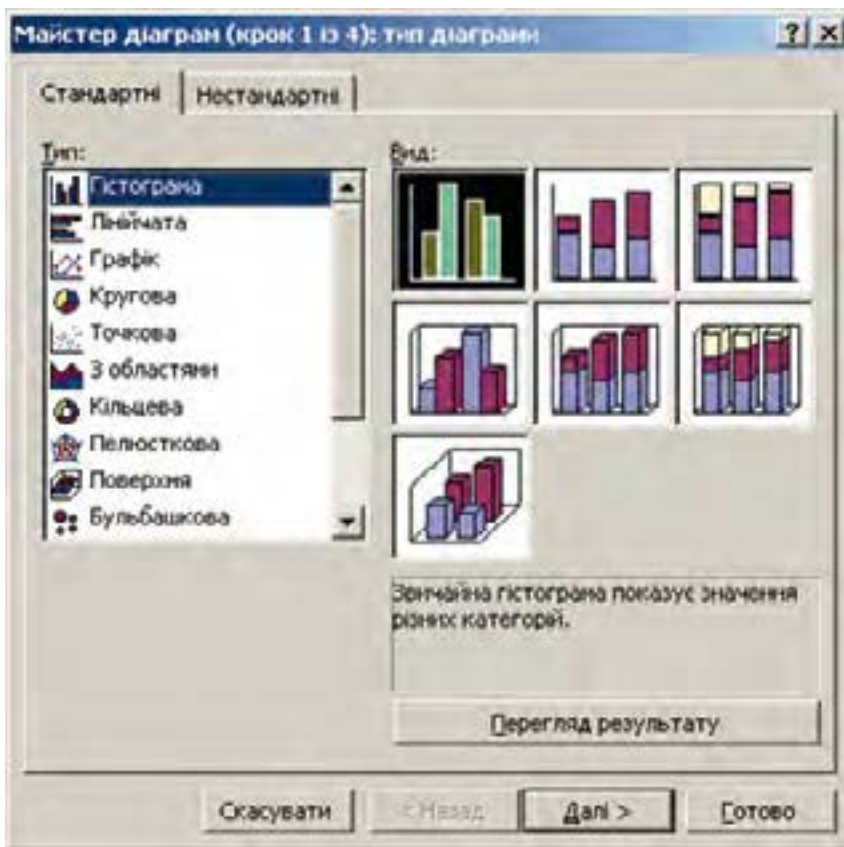 Майстер діаграм (крок 1 із 4): тип діаграми
Стандартні
Нестандартні
Тип:
Гістограма
Лінійчата
Графік
Кругова
Точкова
З областями
Кільцева
Пелюсткова
Поверхня
Бульбашкова
Вид:
Звичайна гістограма показує значення
різних категорій.
Перегляд результату
Скасувати
< Назад
Далі >
Готово